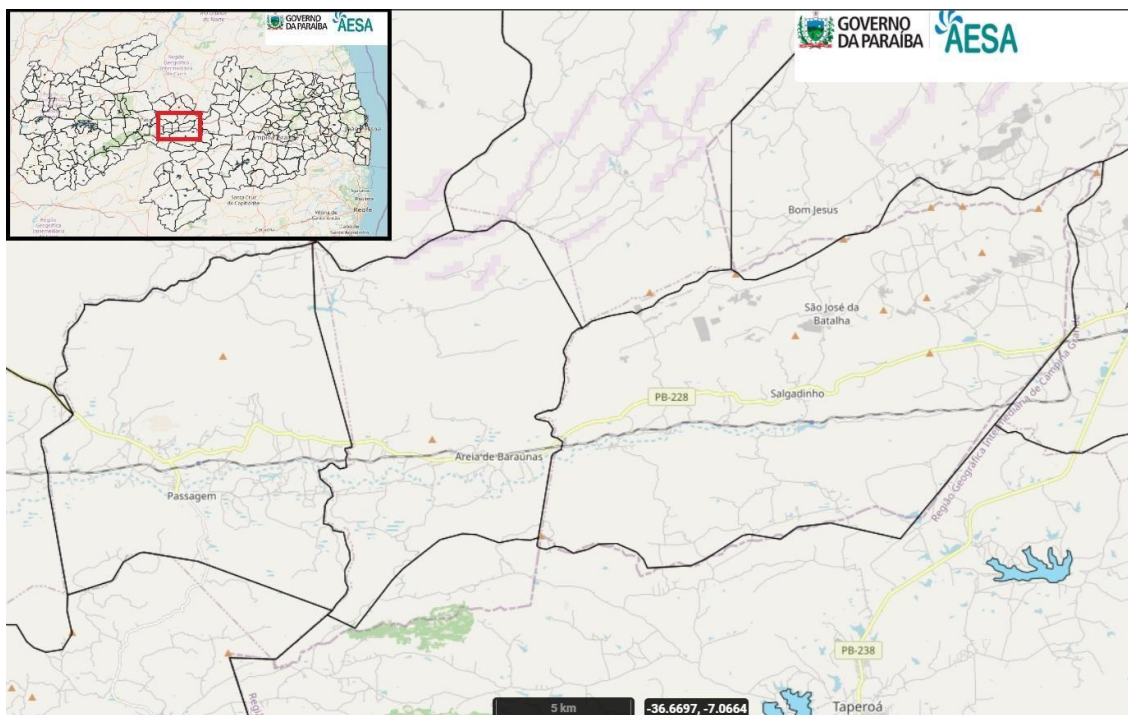 GOVERNO
DA PARAÍBA
AESA
GOVERNO
DA PARAÍBA
AESA
Bom Jesus
São José da
Batalha
PB-228
Salgadinho
Areia de Baraúnas
Passagem
Região Geográfica Intermediária de Campina Grande
PB-238
Taperoá
5 km
-36.6697, -7.0664